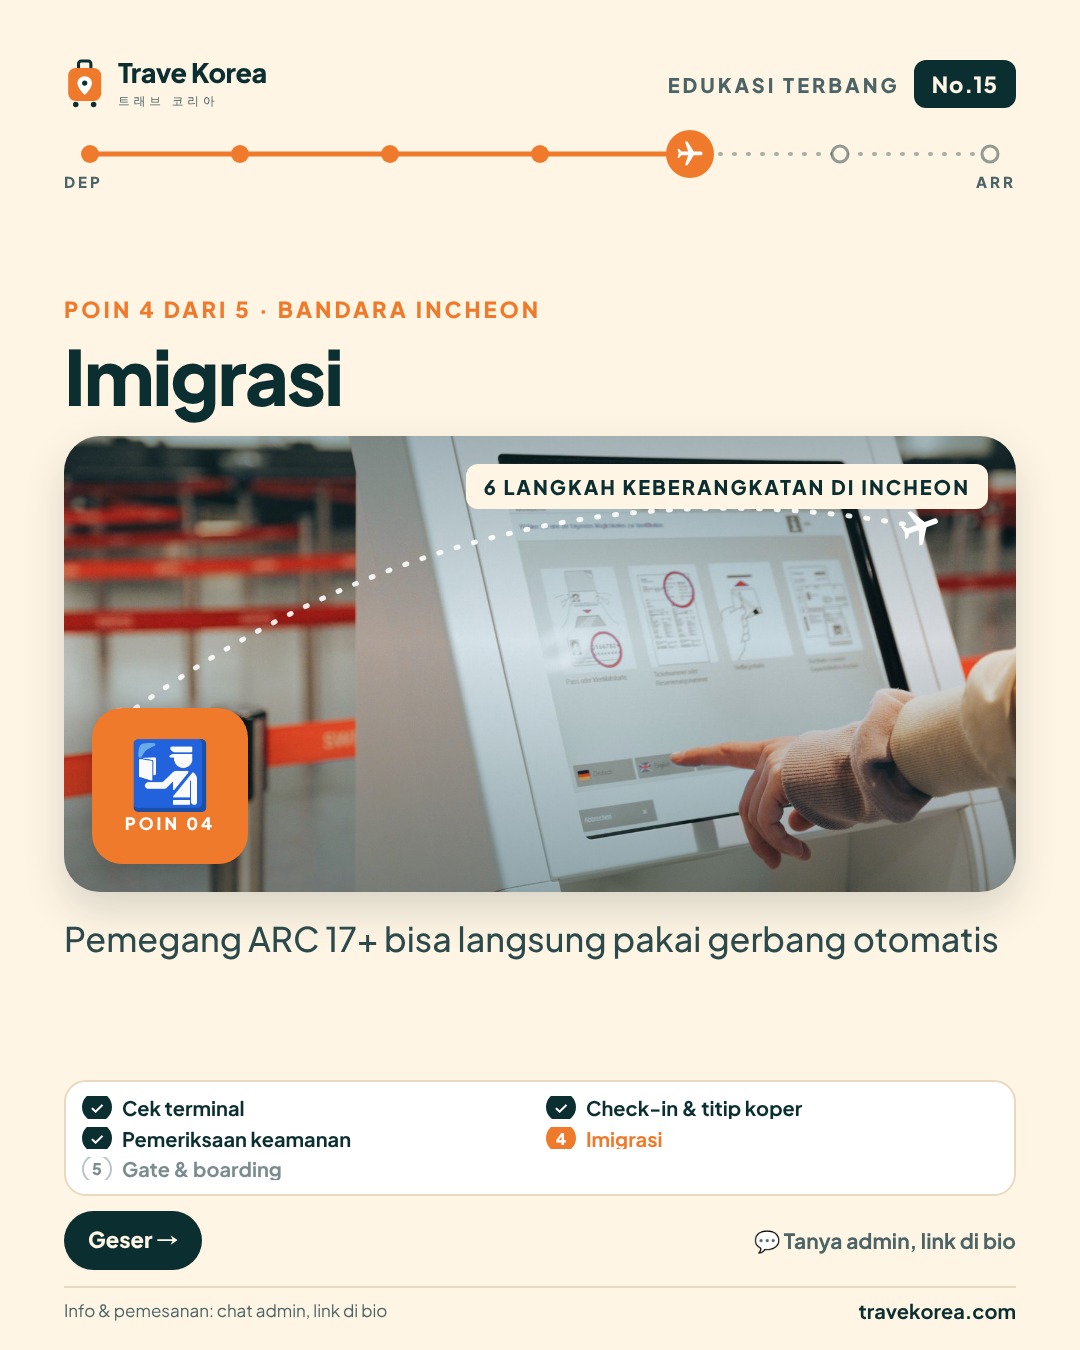 Trave Korea
트래브 코리아
EDUKASI TERBANG
No.15
DEP
ARR
POIN 4 DARI 5 · BANDARA INCHEON
Imigrasi
6 LANGKAH KEBERANGKATAN DI INCHEON
POIN 04
Pemegang ARC 17+ bisa langsung pakai gerbang otomatis
Cek terminal
Check-in & titip koper
Pemeriksaan keamanan
4 Imigrasi
5 Gate & boarding
Geser →
💬 Tanya admin, link di bio
Info & pemesanan: chat admin, link di bio
travekorea.com